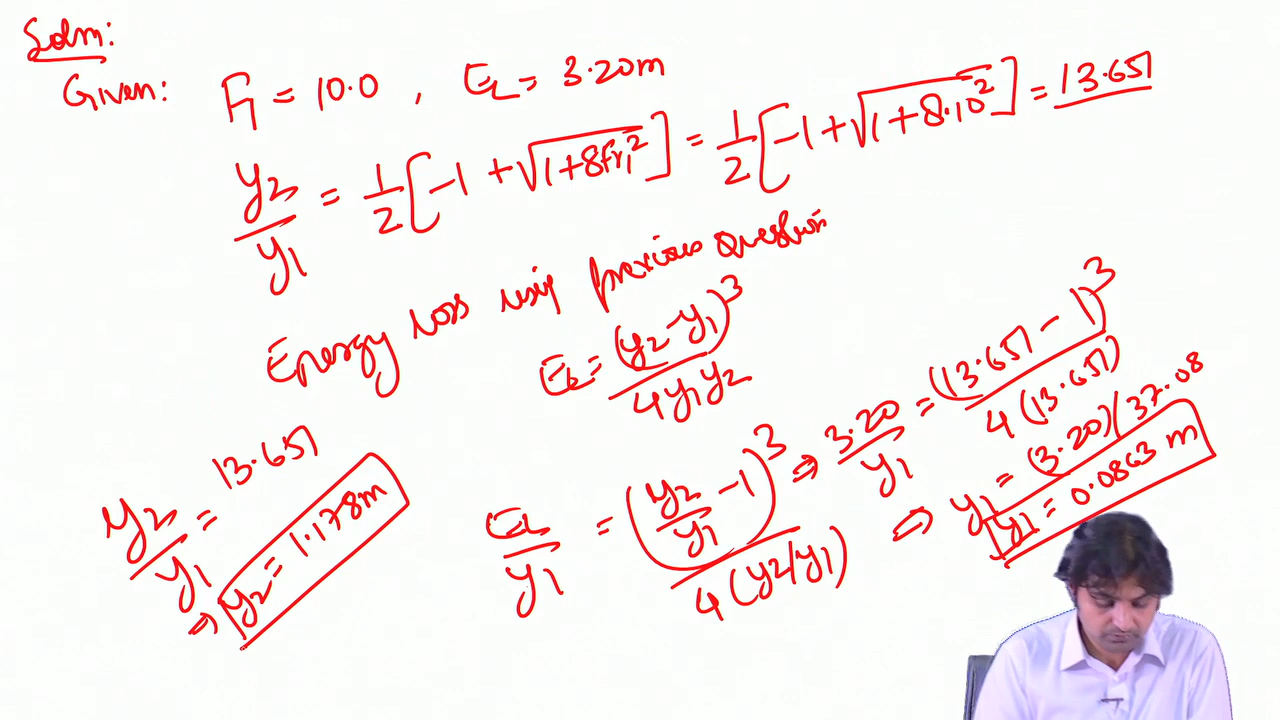 Soln:
Given: F1 = 10.0 , EL = 3.20m
y2/y1 = 1/2[-1 + √(1+8Fr1²)] = 1/2[-1 + √(1+8.10²)] = 13.651
Energy loss using previous question
EL = (y2-y1)³/4y1y2
EL/y1 = (y2/y1 - 1)³/4(y2/y1) ⇒ 3.20/y1 = (13.651 - 1)³/4(13.651)
⇒ y1 = (3.20)/37.08
y1 = 0.0863 m
y2/y1 = 13.651
⇒ y2 = 1.178m